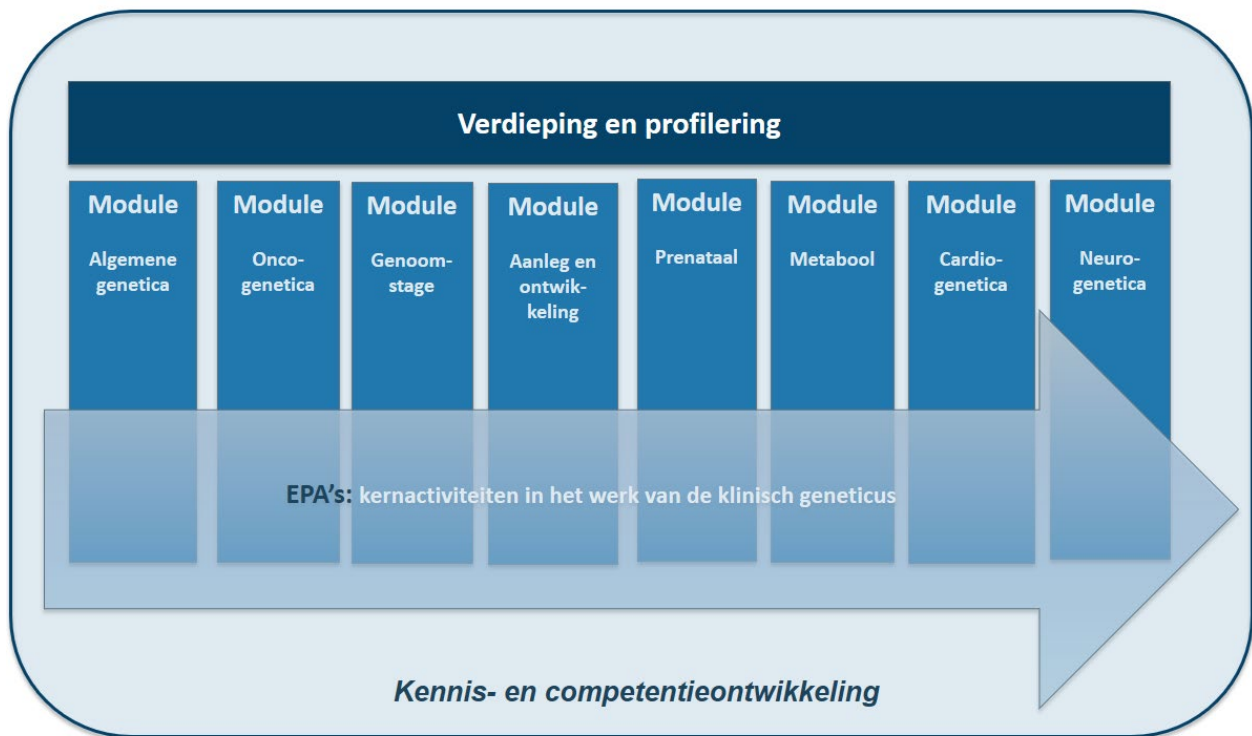 Verdieping en profilering
Module
Algemene
genetica
Module
Onco-
genetica
Module
Genoom-
stage
Module
Aanleg en
ontwik-
keling
Module
Prenataal
Module
Metabool
Module
Cardio-
genetica
Module
Neuro-
genetica
EPA’s: kernactiviteiten in het werk van de klinisch geneticus
Kennis- en competentieontwikkeling